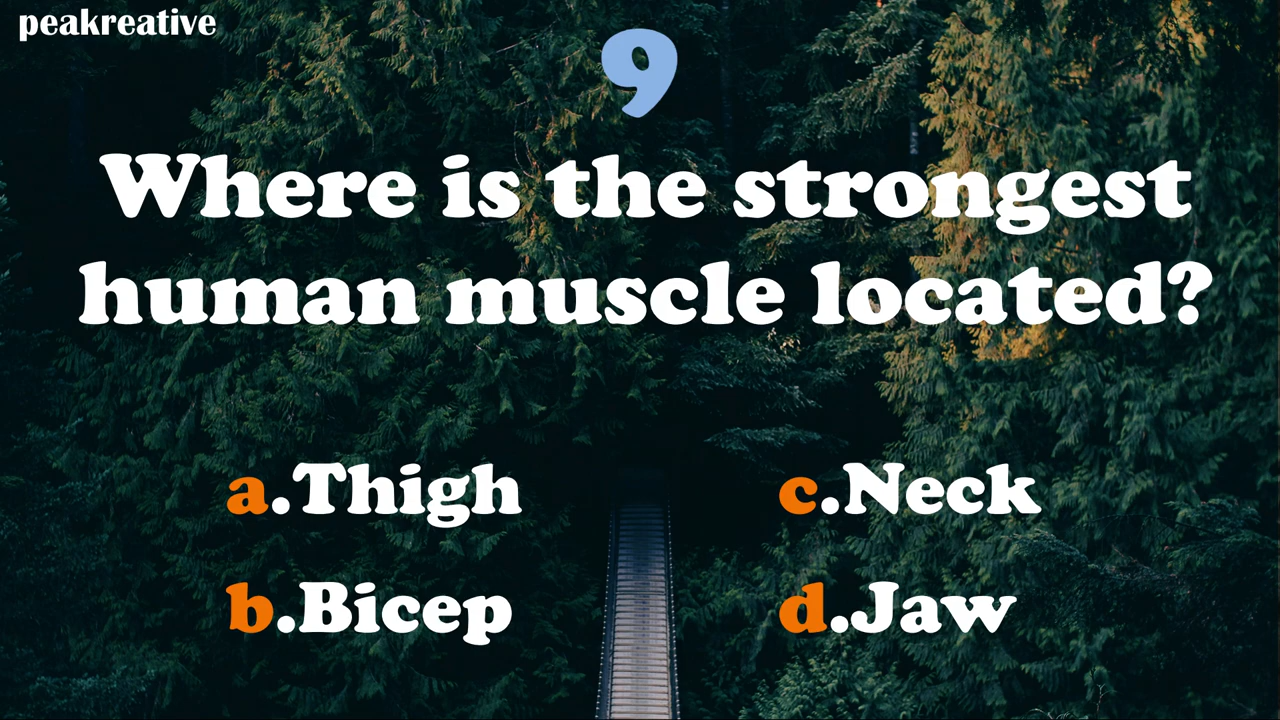 peakreative
9
Where is the strongest
human muscle located?
a.Thigh
c.Neck
b.Bicep
d.Jaw